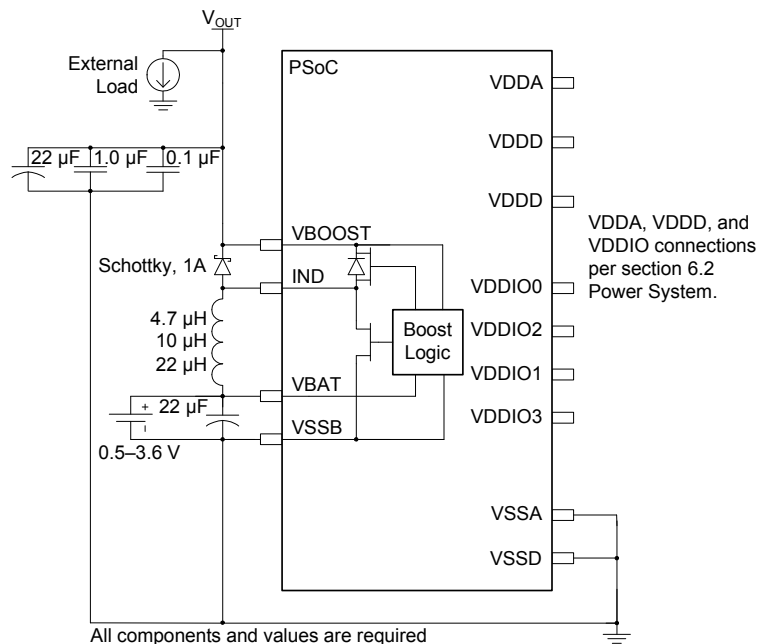 VOUT
External
Load
PSoC
VDDA
VDDD
VDDD
22 µF 1.0 µF 0.1 µF
VDDA, VDDD, and
VDDIO connections
per section 6.2
Power System.
VBOOST
Schottky, 1A
IND
VDDIO0
4.7 µH
10 µH
22 µH
Boost
Logic
VDDIO2
VDDIO1
VBAT
22 µF
+
-
VDDIO3
VSSB
0.5–3.6 V
VSSA
VSSD
All components and values are required